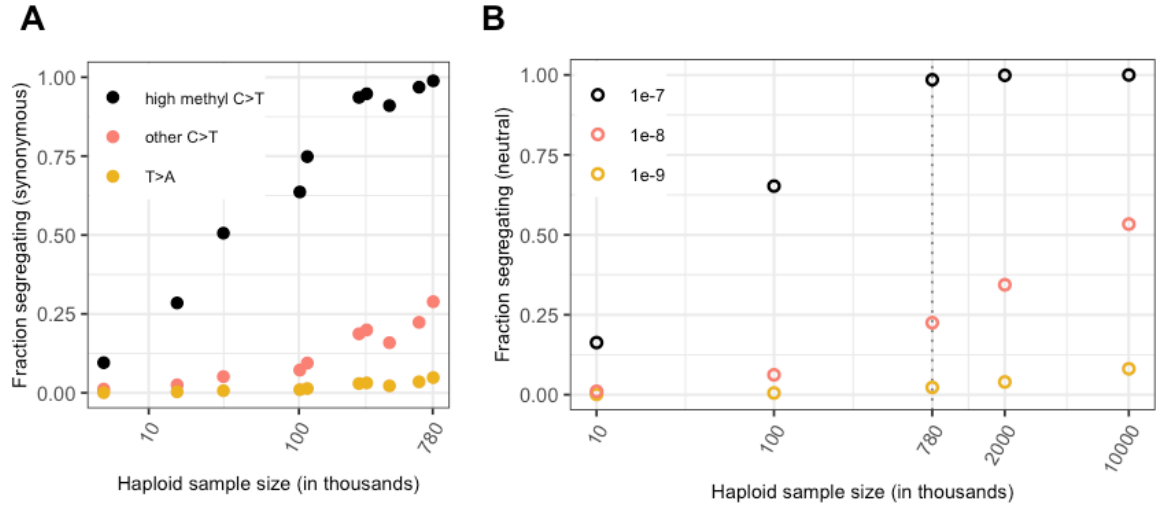 A
Fraction segregating (synonymous)
1.00
0.75
0.50
0.25
0.00
high methyl C>T
other C>T
T>A
10
100
780
Haploid sample size (in thousands)
B
Fraction segregating (neutral)
1.00
0.75
0.50
0.25
0.00
1e-7
1e-8
1e-9
10
100
780
2000
10000
Haploid sample size (in thousands)